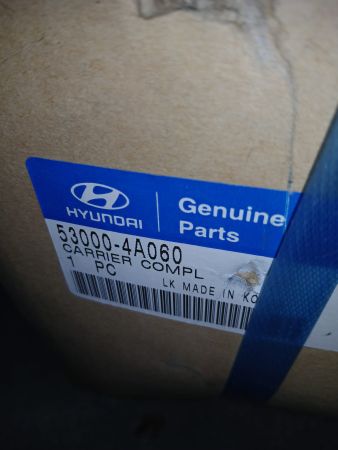 HYUNDAI
Genuine
Parts
53000-4A060
CARRIER COMPL
1 PC
LK MADE IN KO